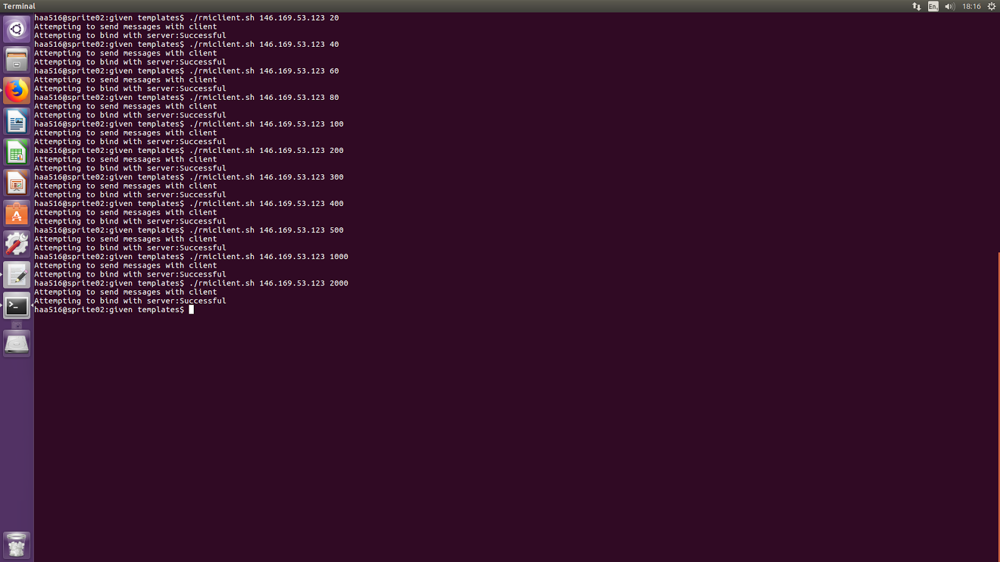 Terminal
En1
18:16
haa516@sprite02:given templates$ ./rmiclient.sh 146.169.53.123 20
Attempting to send messages with client
Attempting to bind with server:Successful
haa516@sprite02:given templates$ ./rmiclient.sh 146.169.53.123 40
Attempting to send messages with client
Attempting to bind with server:Successful
haa516@sprite02:given templates$ ./rmiclient.sh 146.169.53.123 60
Attempting to send messages with client
Attempting to bind with server:Successful
haa516@sprite02:given templates$ ./rmiclient.sh 146.169.53.123 80
Attempting to send messages with client
Attempting to bind with server:Successful
haa516@sprite02:given templates$ ./rmiclient.sh 146.169.53.123 100
Attempting to send messages with client
Attempting to bind with server:Successful
haa516@sprite02:given templates$ ./rmiclient.sh 146.169.53.123 200
Attempting to send messages with client
Attempting to bind with server:Successful
haa516@sprite02:given templates$ ./rmiclient.sh 146.169.53.123 300
Attempting to send messages with client
Attempting to bind with server:Successful
haa516@sprite02:given templates$ ./rmiclient.sh 146.169.53.123 400
Attempting to send messages with client
Attempting to bind with server:Successful
haa516@sprite02:given templates$ ./rmiclient.sh 146.169.53.123 500
Attempting to send messages with client
Attempting to bind with server:Successful
haa516@sprite02:given templates$ ./rmiclient.sh 146.169.53.123 1000
Attempting to send messages with client
Attempting to bind with server:Successful
haa516@sprite02:given templates$ ./rmiclient.sh 146.169.53.123 2000
Attempting to send messages with client
Attempting to bind with server:Successful
haa516@sprite02:given templates$